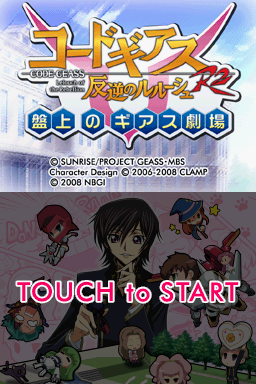 コードギアス
CODE GEASS
Lelouch of the Rebellion
反逆のルルーシュ R2
盤上のギアス劇場
© SUNRISE/PROJECT GEASS・MBS
Character Design © 2006-2008 CLAMP
© 2008 NBGI
TOUCH to START